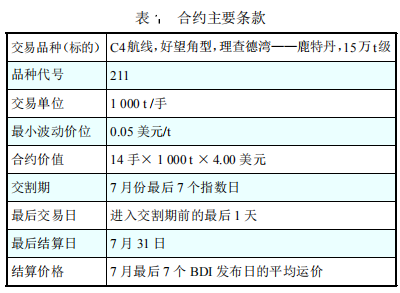 表 1 合约主要条款
交易品种(标的) C4航线,好望角型,理查德湾——鹿特丹,15万t级
品种代号 211
交易单位 1 000 t /手
最小波动价位 0.05 美元/t
合约价值 14 手× 1 000 t × 4.00 美元
交割期 7 月份最后 7 个指数日
最后交易日 进入交割期前的最后 1 天
最后结算日 7 月 31 日
结算价格 7 月最后 7 个 BDI 发布日的平均运价